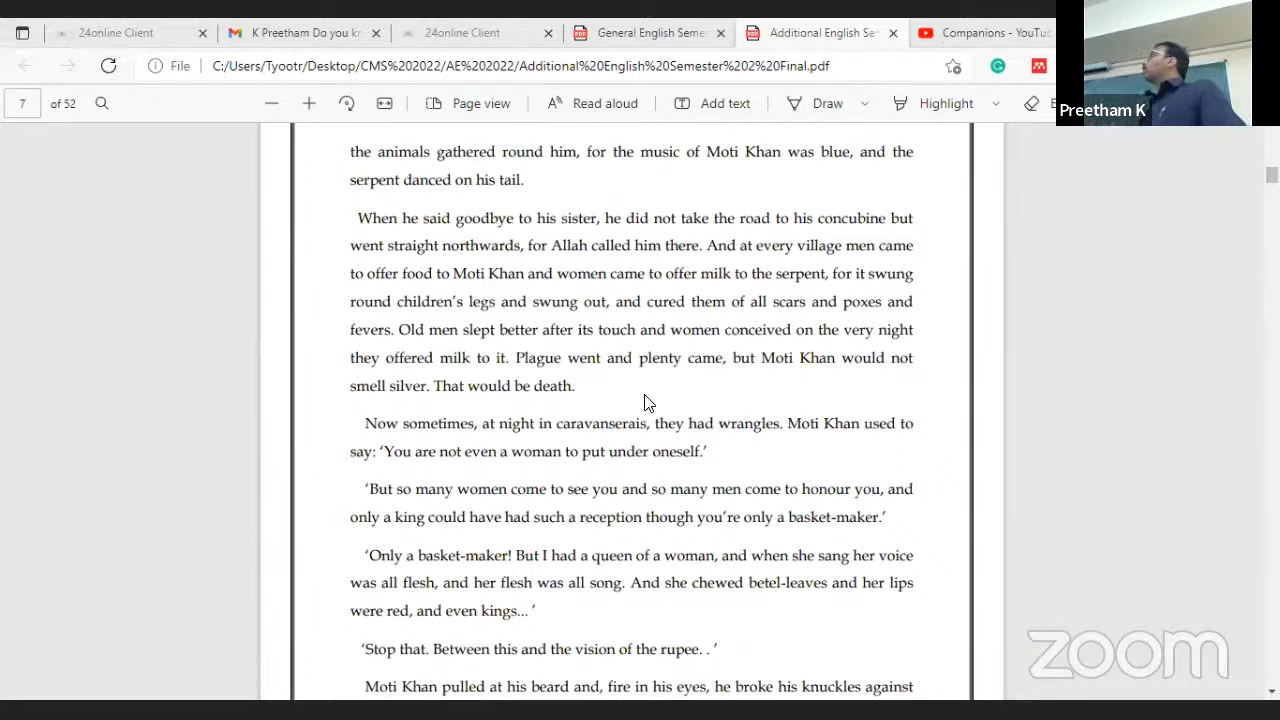 24online Client
K Preetham Do you kn
24online Client
General English Seme
Additional English Se
Companions - YouTu
File
C:/Users/Tyootr/Desktop/CMS%202022/AE%202022/Additional%20English%20Semester%202%20Final.pdf
7 of 52
Page view
Read aloud
Add text
Draw
Highlight
Preetham K
the animals gathered round him, for the music of Moti Khan was blue, and the
serpent danced on his tail.
When he said goodbye to his sister, he did not take the road to his concubine but
went straight northwards, for Allah called him there. And at every village men came
to offer food to Moti Khan and women came to offer milk to the serpent, for it swung
round children's legs and swung out, and cured them of all scars and poxes and
fevers. Old men slept better after its touch and women conceived on the very night
they offered milk to it. Plague went and plenty came, but Moti Khan would not
smell silver. That would be death.
Now sometimes, at night in caravanserais, they had wrangles. Moti Khan used to
say: ‘You are not even a woman to put under oneself.’
‘But so many women come to see you and so many men come to honour you, and
only a king could have had such a reception though you’re only a basket-maker.’
‘Only a basket-maker! But I had a queen of a woman, and when she sang her voice
was all flesh, and her flesh was all song. And she chewed betel-leaves and her lips
were red, and even kings... ’
‘Stop that. Between this and the vision of the rupee. . ’
Moti Khan pulled at his beard and, fire in his eyes, he broke his knuckles against
zoom